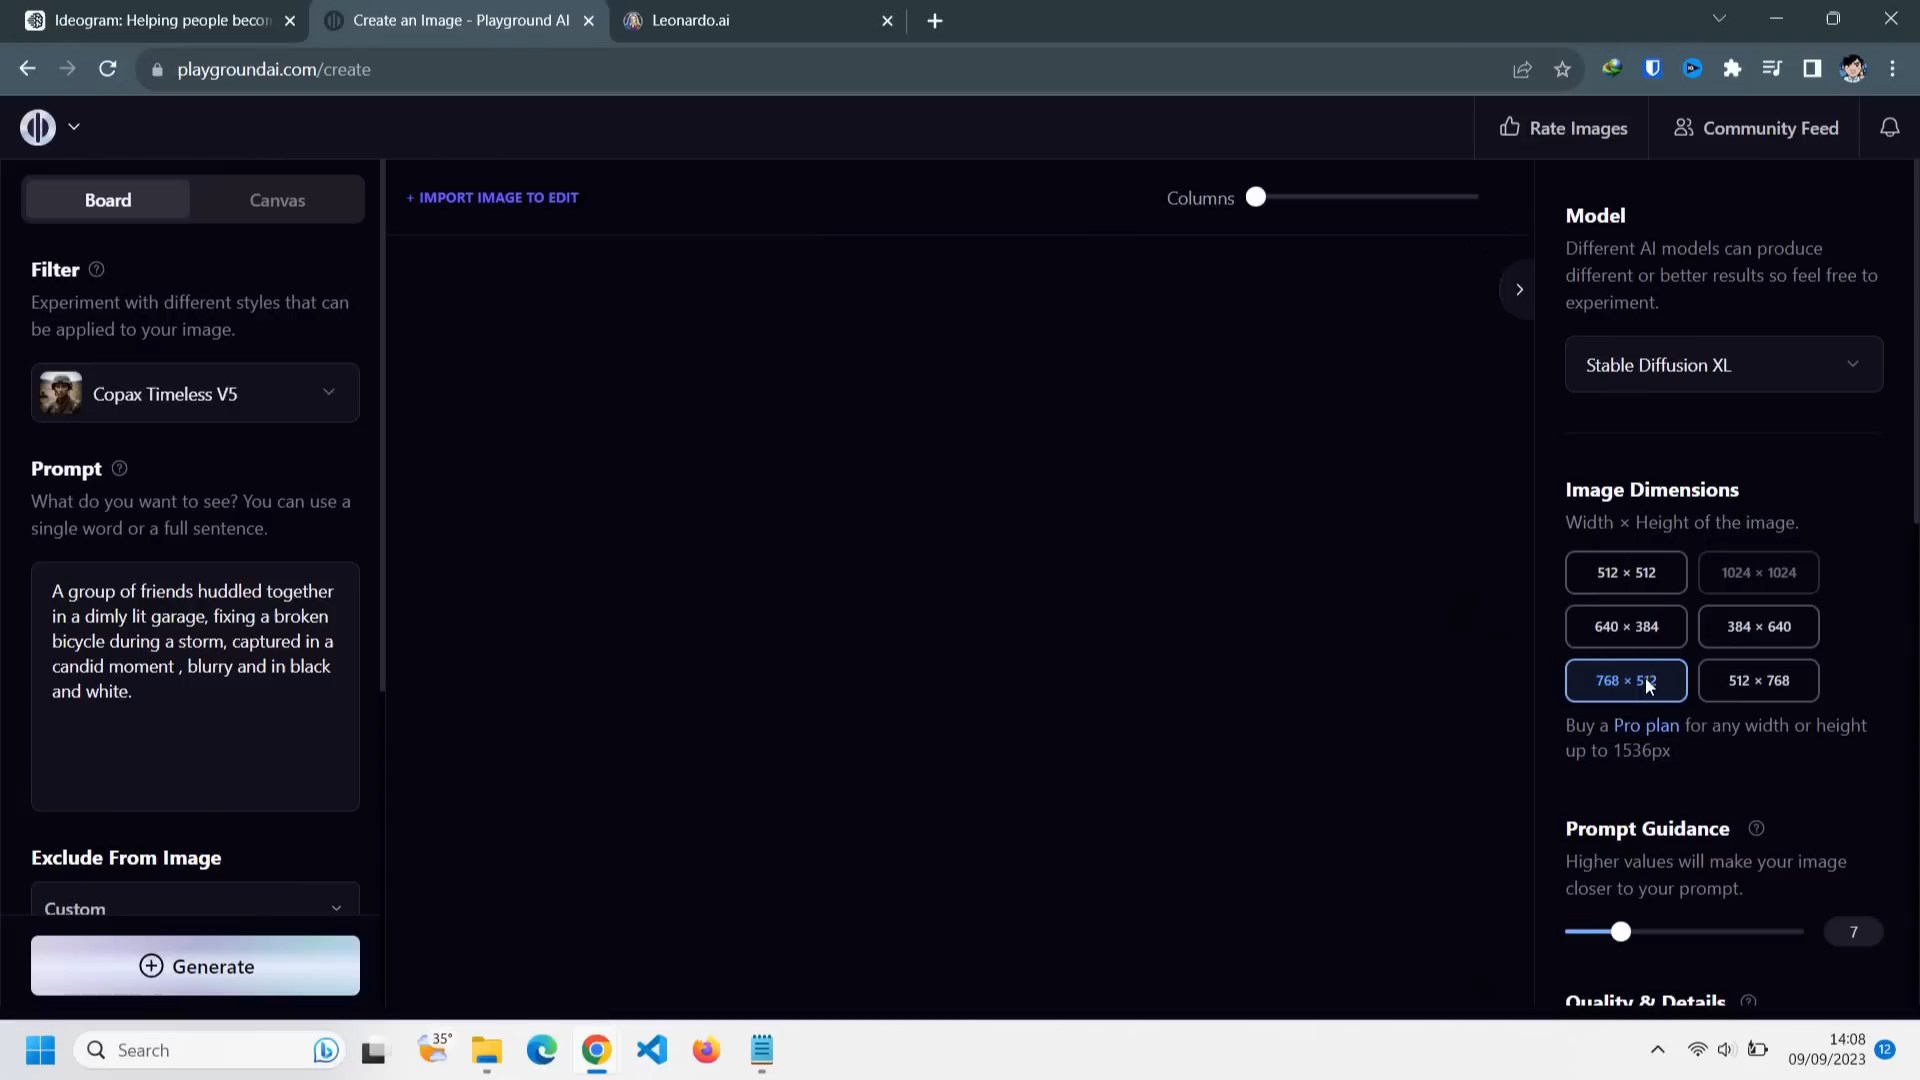 Ideogram: Helping people becon
Create an Image - Playground AI
Leonardo.ai
playgroundai.com/create
Rate Images
Community Feed
Board
Canvas
+ IMPORT IMAGE TO EDIT
Columns
Filter
Experiment with different styles that can
be applied to your image.
Copax Timeless V5
Prompt
What do you want to see? You can use a
single word or a full sentence.
A group of friends huddled together
in a dimly lit garage, fixing a broken
bicycle during a storm, captured in a
candid moment , blurry and in black
and white.
Exclude From Image
Custom
Generate
Model
Different AI models can produce
different or better results so feel free to
experiment.
Stable Diffusion XL
Image Dimensions
Width × Height of the image.
512 × 512
1024 × 1024
640 × 384
384 × 640
768 × 512
512 × 768
Buy a Pro plan for any width or height
up to 1536px
Prompt Guidance
Higher values will make your image
closer to your prompt.
7
Quality & Details
Search
35°
14:08
09/09/2023
12